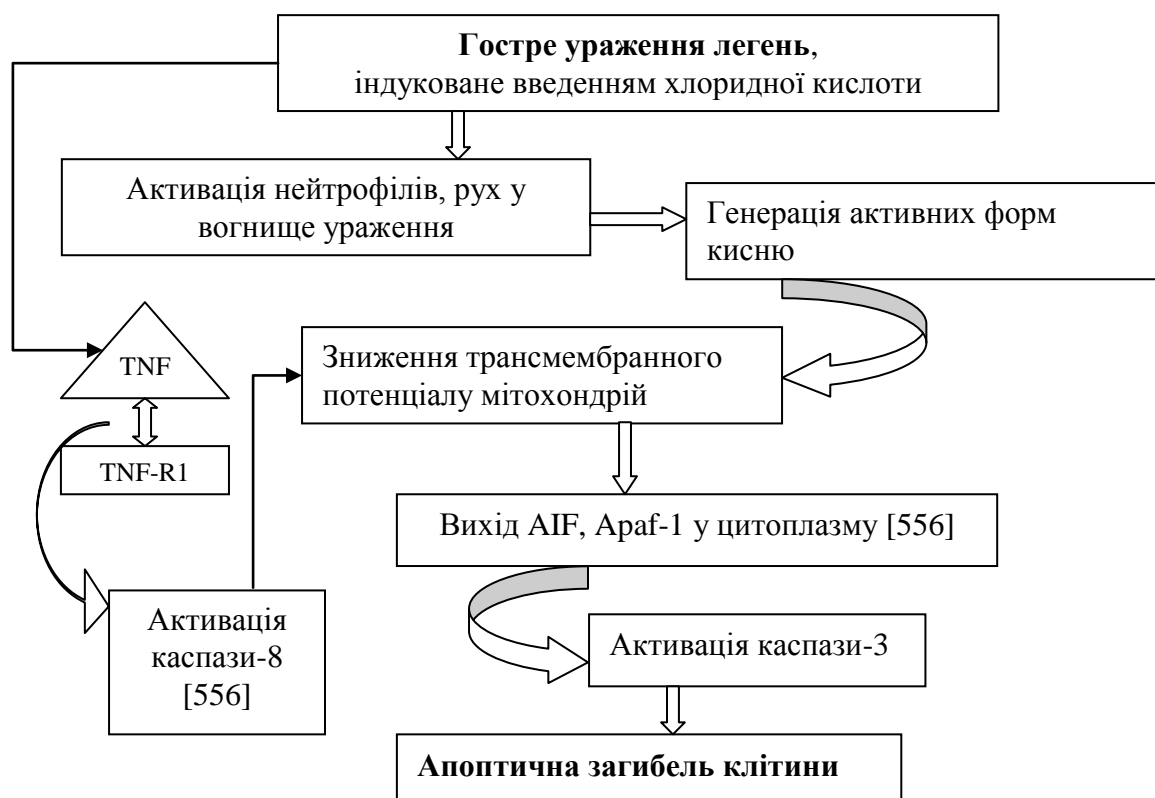 Гостре ураження легень,
індуковане введенням хлоридної кислоти
Активація нейтрофілів, рух у
вогнище ураження
Генерація активних форм
кисню
TNF
Зниження трансмембранного
потенціалу мітохондрій
TNF-R1
Вихід AIF, Apaf-1 у цитоплазму [556]
Активація
каспази-8
[556]
Активація каспази-3
Апоптична загибель клітини